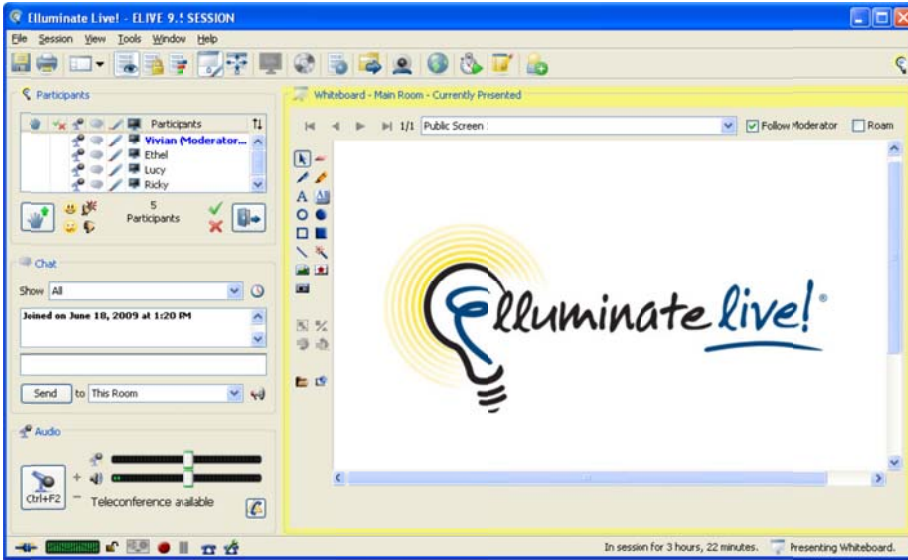 Elluminate Live! - ELIVE 9.! SESSION
File Session View Tools Window Help
Participants
Participants
Vivian (Moderator...
Ethel
Lucy
Ricky
5
Participants
Chat
Show All
Joined on June 18, 2009 at 1:20 PM
Send to This Room
Audio
Ctrl+F2
+
-
Teleconference available
Whiteboard - Main Room - Currently Presented
1/1 Public Screen
Follow Moderator
Roam
A A
Elluminate live!®
In session for 3 hours, 22 minutes.
Presenting Whiteboard.